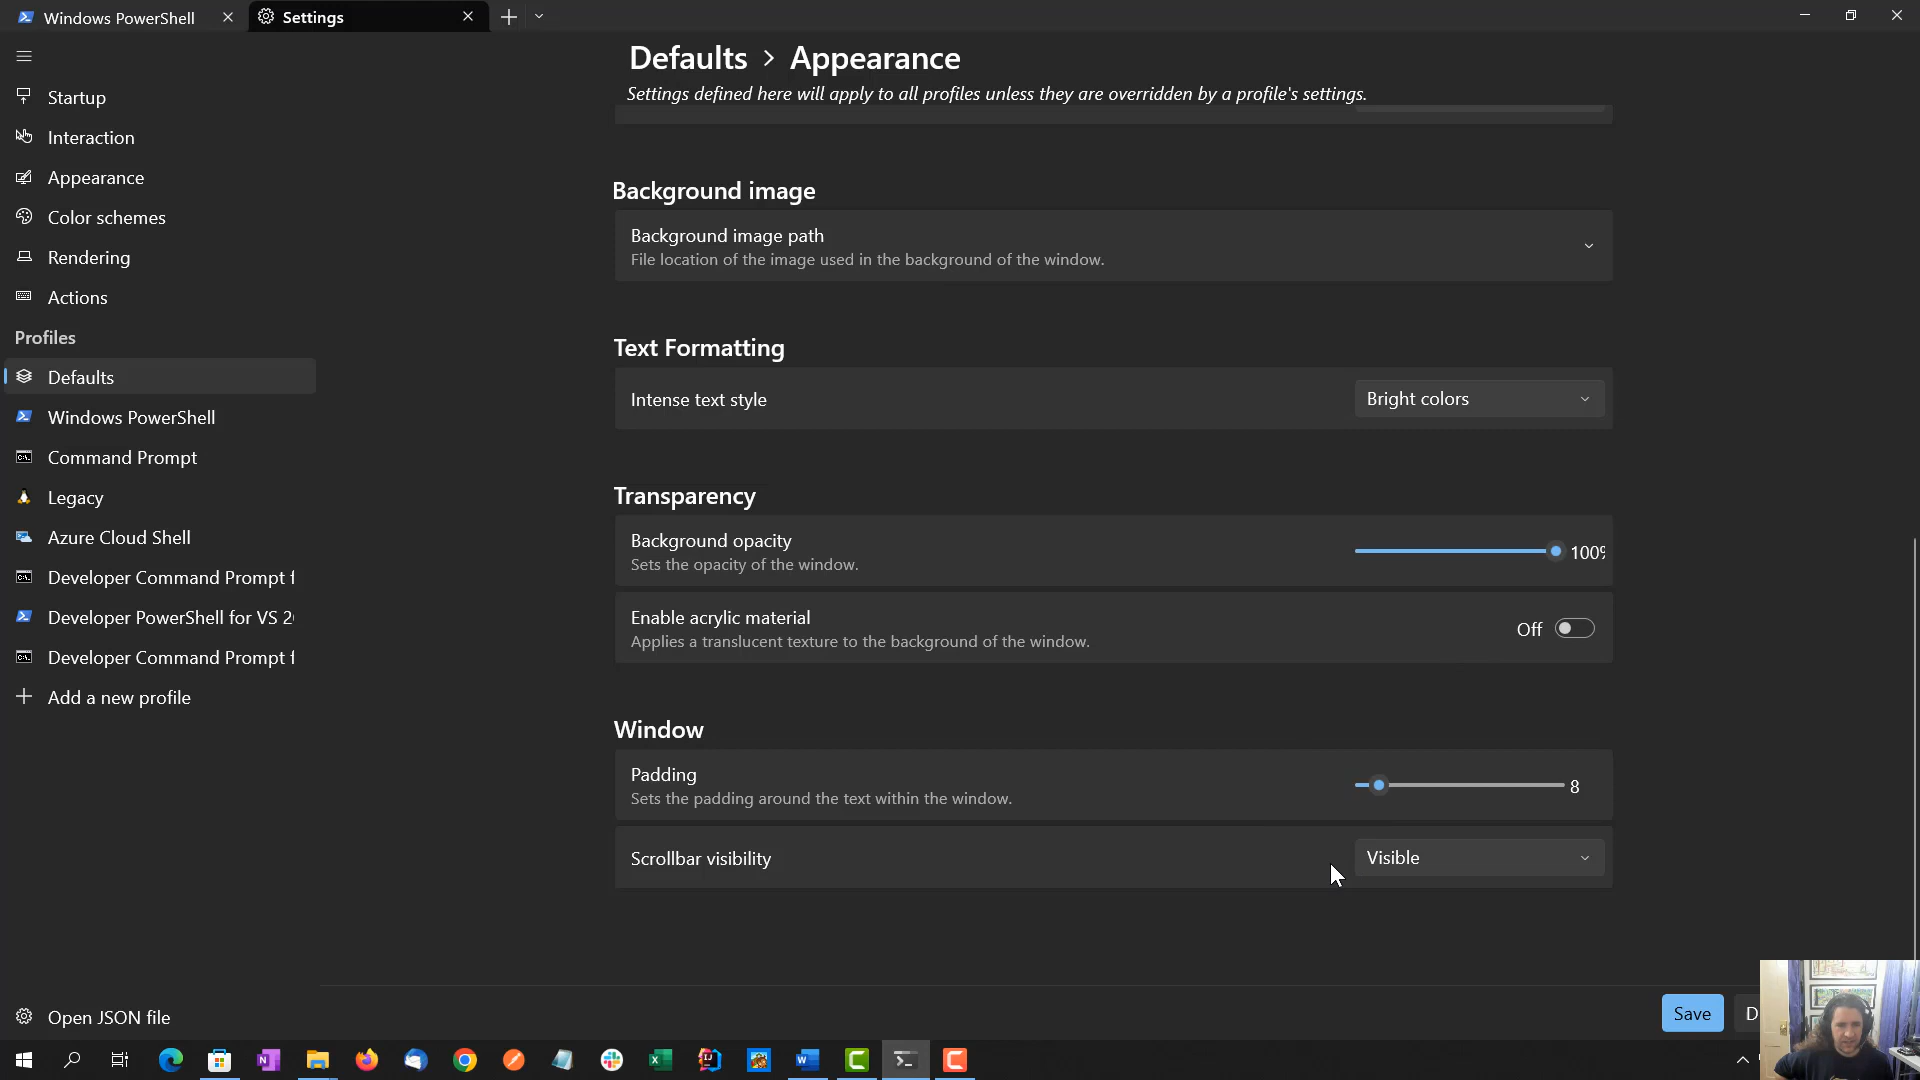 Windows PowerShell
Settings
Defaults > Appearance
Settings defined here will apply to all profiles unless they are overridden by a profile's settings.
Startup
Interaction
Appearance
Color schemes
Rendering
Actions
Profiles
Defaults
Windows PowerShell
Command Prompt
Legacy
Azure Cloud Shell
Developer Command Prompt f
Developer PowerShell for VS 2
Developer Command Prompt f
Add a new profile
Open JSON file
Background image
Background image path
File location of the image used in the background of the window.
Text Formatting
Intense text style
Bright colors
Transparency
Background opacity
Sets the opacity of the window.
100%
Enable acrylic material
Applies a translucent texture to the background of the window.
Off
Window
Padding
Sets the padding around the text within the window.
8
Scrollbar visibility
Visible
Save
D